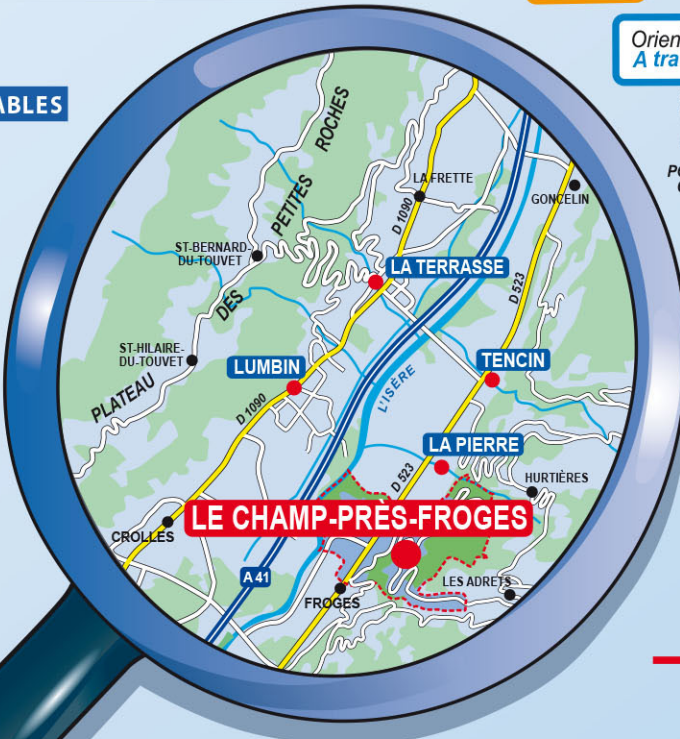 ABLES
Orien
A tra
PO
ROCHES
PETITES
DES
PLATEAU
LA FRETTE
GONCELIN
D 1090
ST-BERNARD-
DU-TOUVET
LA TERRASSE
D 523
ST-HILAIRE-
DU-TOUVET
LUMBIN
TENCIN
L'ISÈRE
D 1090
LA PIERRE
D 523
HURTIÈRES
LE CHAMP-PRÈS-FROGES
CROLLES
A 41
LES ADRETS
FROGES